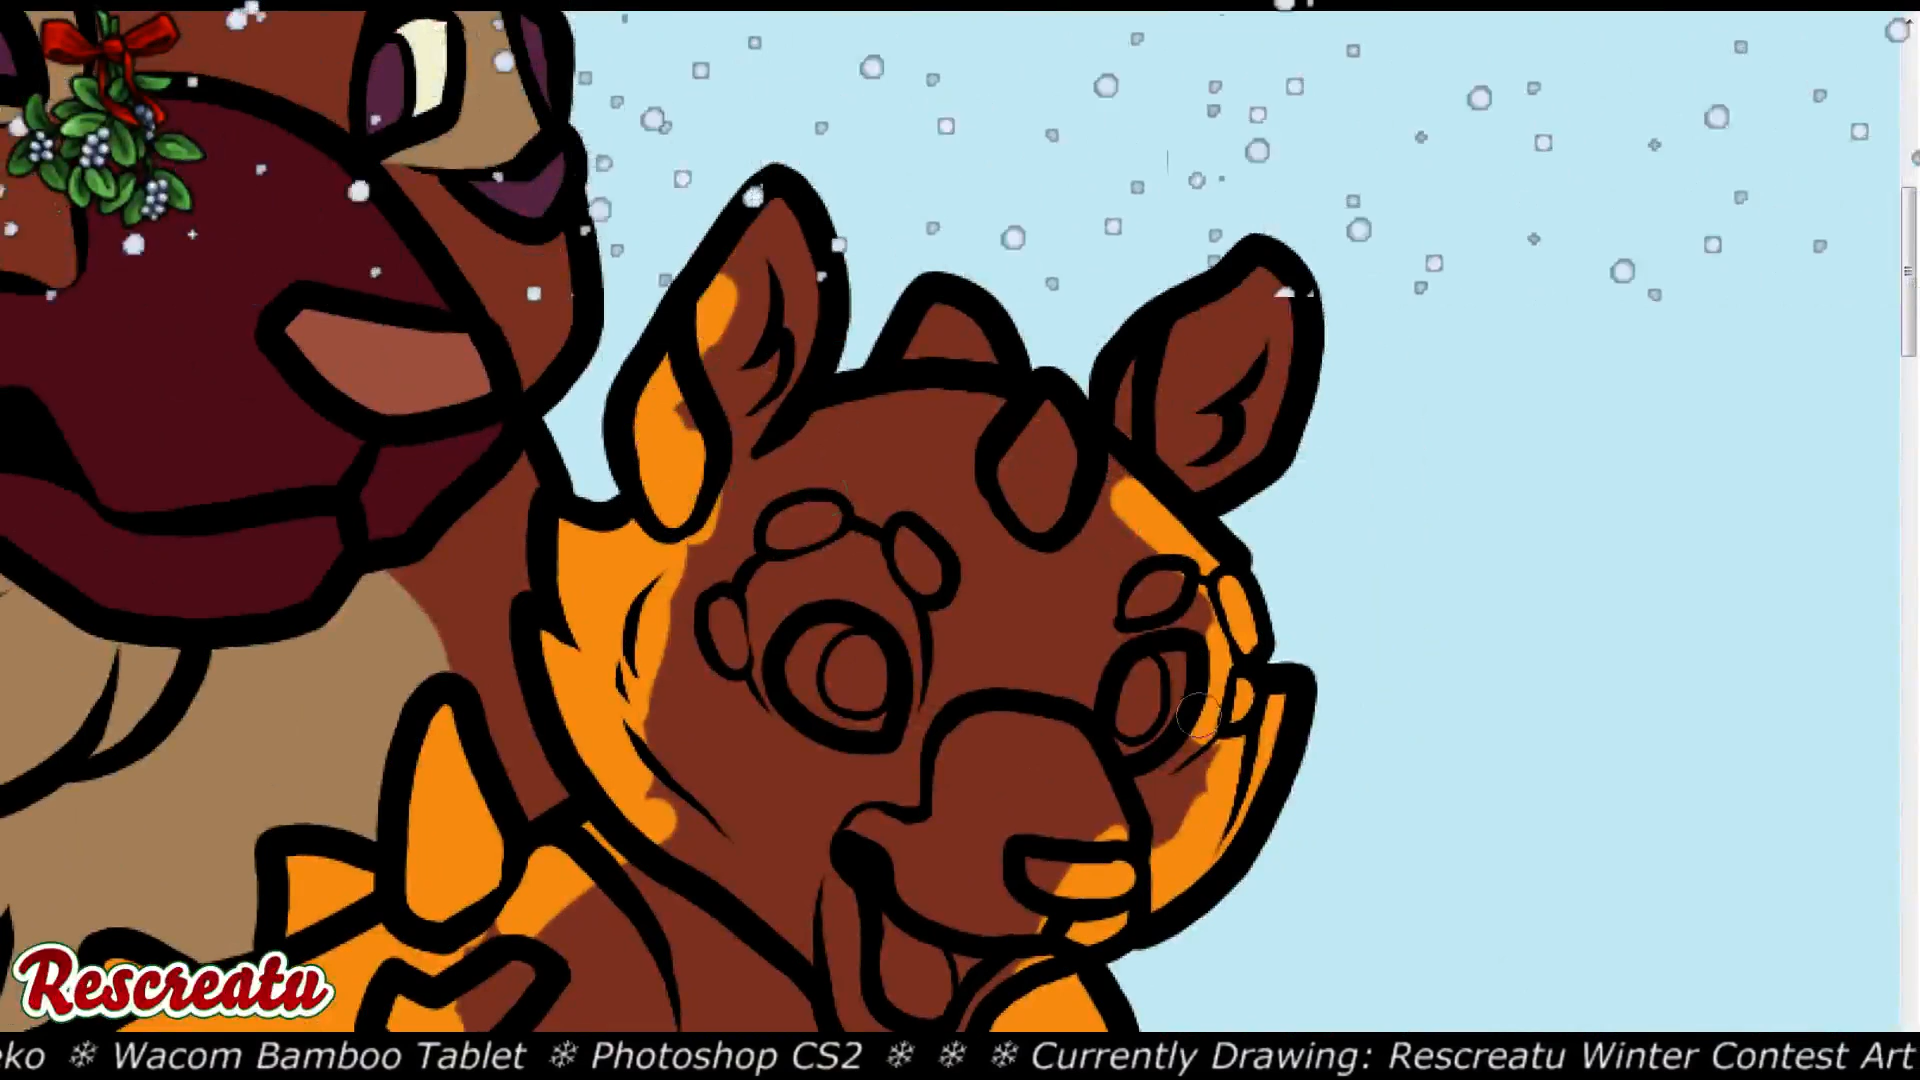 Rescreatu
eko ❄ Wacom Bamboo Tablet ❄ Photoshop CS2 ❄ ❄ ❄ Currently Drawing: Rescreatu Winter Contest Art